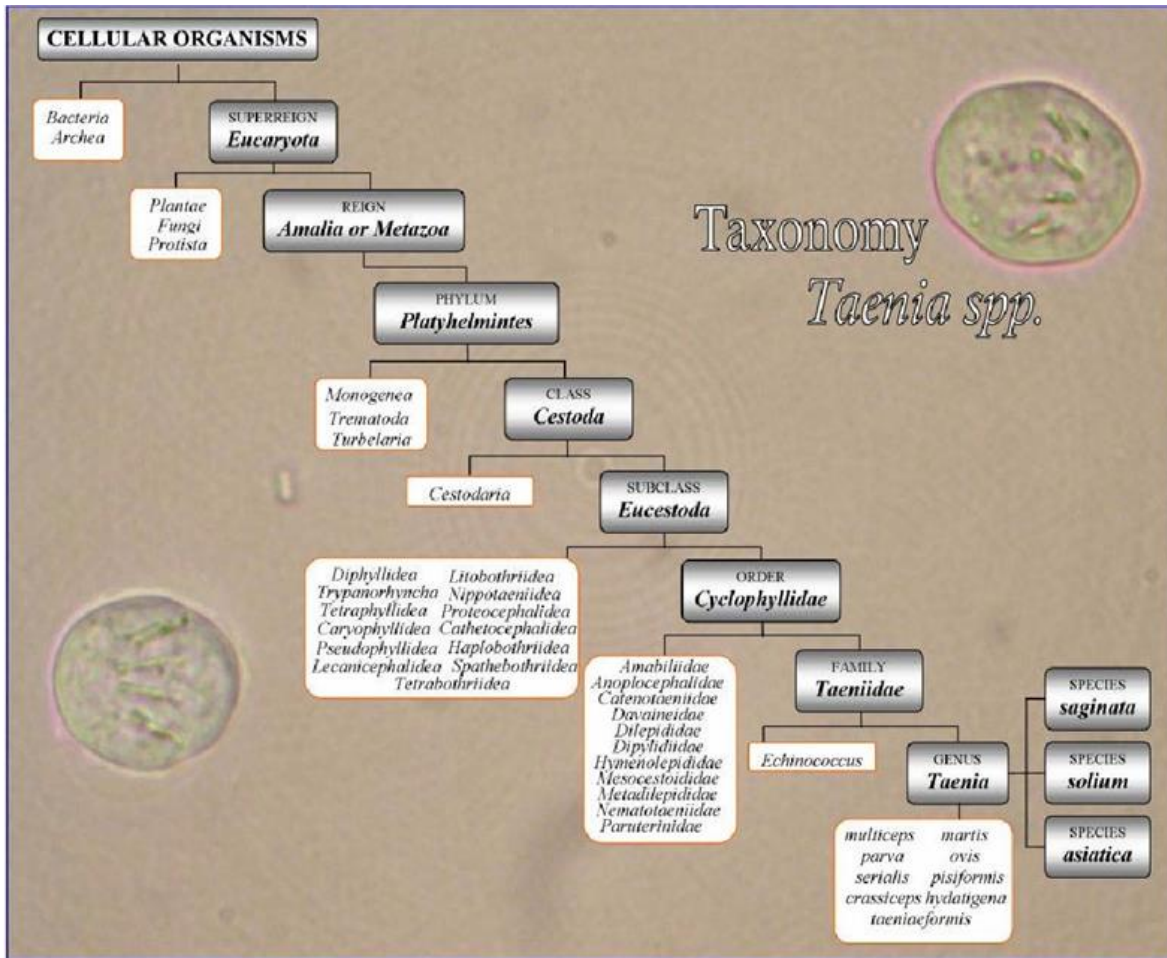 CELLULAR ORGANISMS
Bacteria
Archea
SUPERREIGN
Eucaryota
Plantae
Fungi
Protista
REIGN
Amalia or Metazoa
Taxonomy
Taenia spp.
PHYLUM
Platyhelmintes
Monogenea
Trematoda
Turbelaria
CLASS
Cestoda
Cestodaria
SUBCLASS
Eucestoda
Diphyllidea Litobothriidea
Trypanorhyncha Nippotaeniidea
Tetraphyllidea Proteocephalidea
Caryophyllidea Cathetocephalidea
Pseudophyllidea Haplobothriidea
Lecanicephalidea Spathebothriidea
Tetrabothriidea
ORDER
Cyclophyllidae
Amabiliidae
Anoplocephalidae
Catenotaeniidae
Davaineidae
Dilepididae
Dipylidiidae
Hymenolepididae
Mesocestoididae
Metadilepididae
Nematotaeniidae
Paruterinidae
FAMILY
Taeniidae
Echinococcus
GENUS
Taenia
multiceps martis
parva ovis
serialis pisiformis
crassiceps hydatigena
taeniaeformis
SPECIES
saginata
SPECIES
solium
SPECIES
asiatica